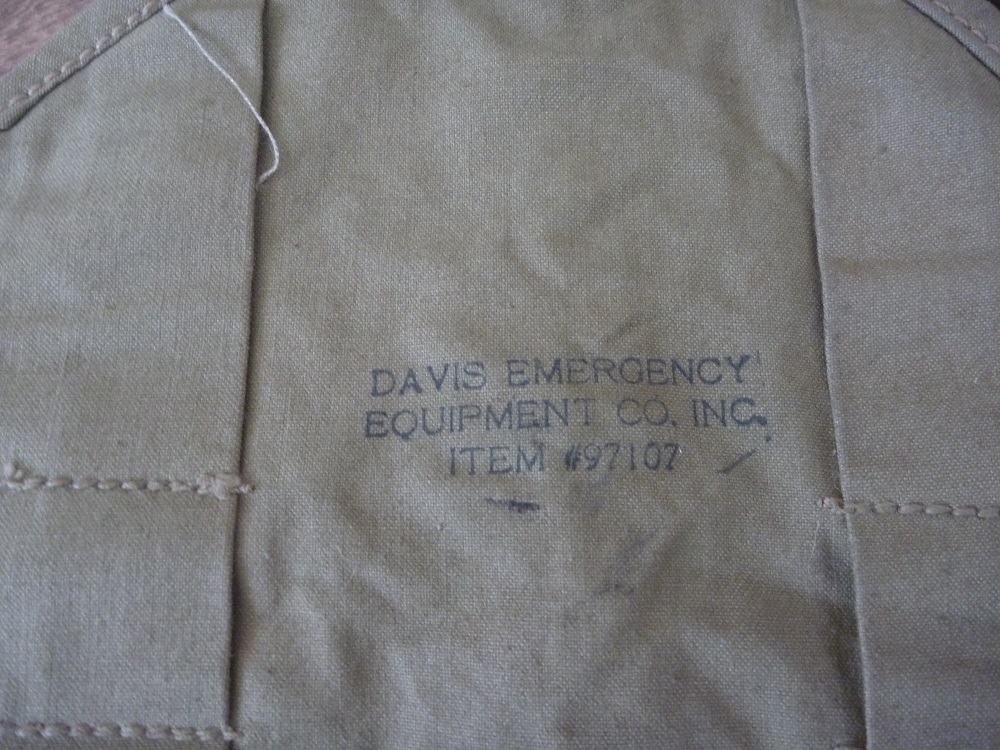 DAVIS EMERGENCY
EQUIPMENT CO. INC.
ITEM #97107